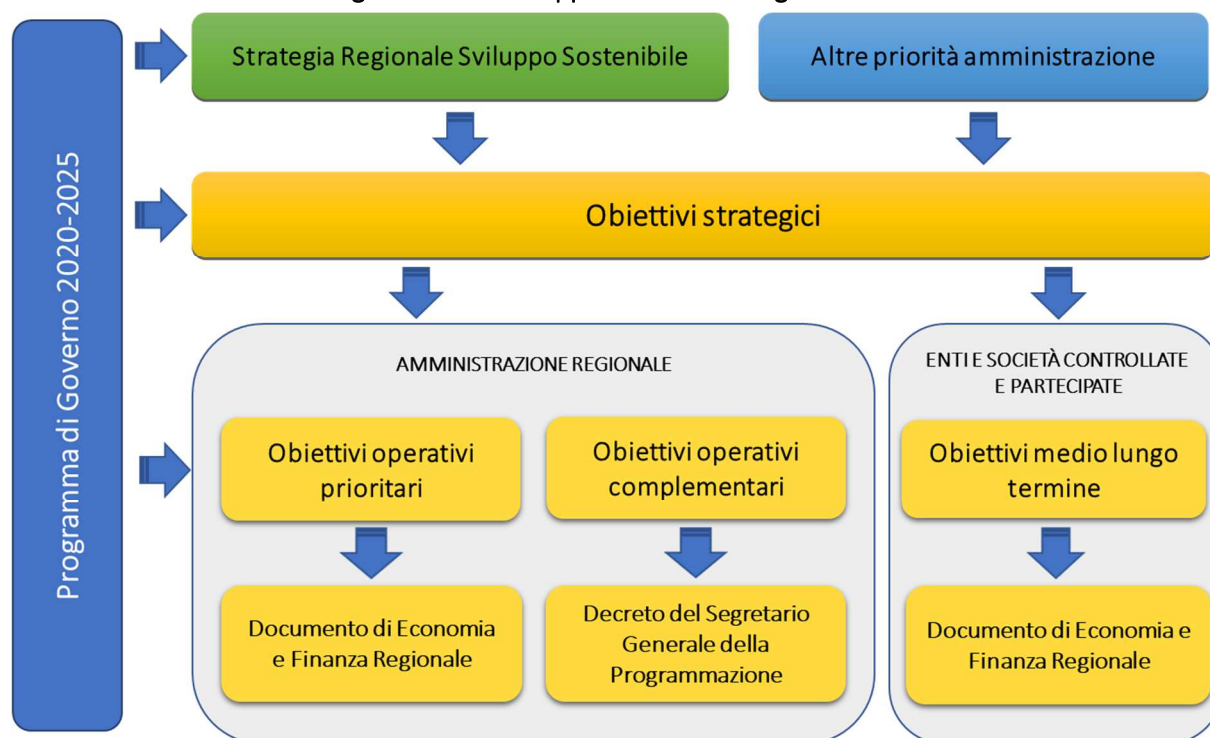 Programma di Governo 2020-2025
Strategia Regionale Sviluppo Sostenibile
Altre priorità amministrazione
Obiettivi strategici
AMMINISTRAZIONE REGIONALE
Obiettivi operativi
prioritari
Obiettivi operativi
complementari
Documento di Economia
e Finanza Regionale
Decreto del Segretario
Generale della
Programmazione
ENTI E SOCIETÀ CONTROLLATE
E PARTECIPATE
Obiettivi medio lungo
termine
Documento di Economia e
Finanza Regionale